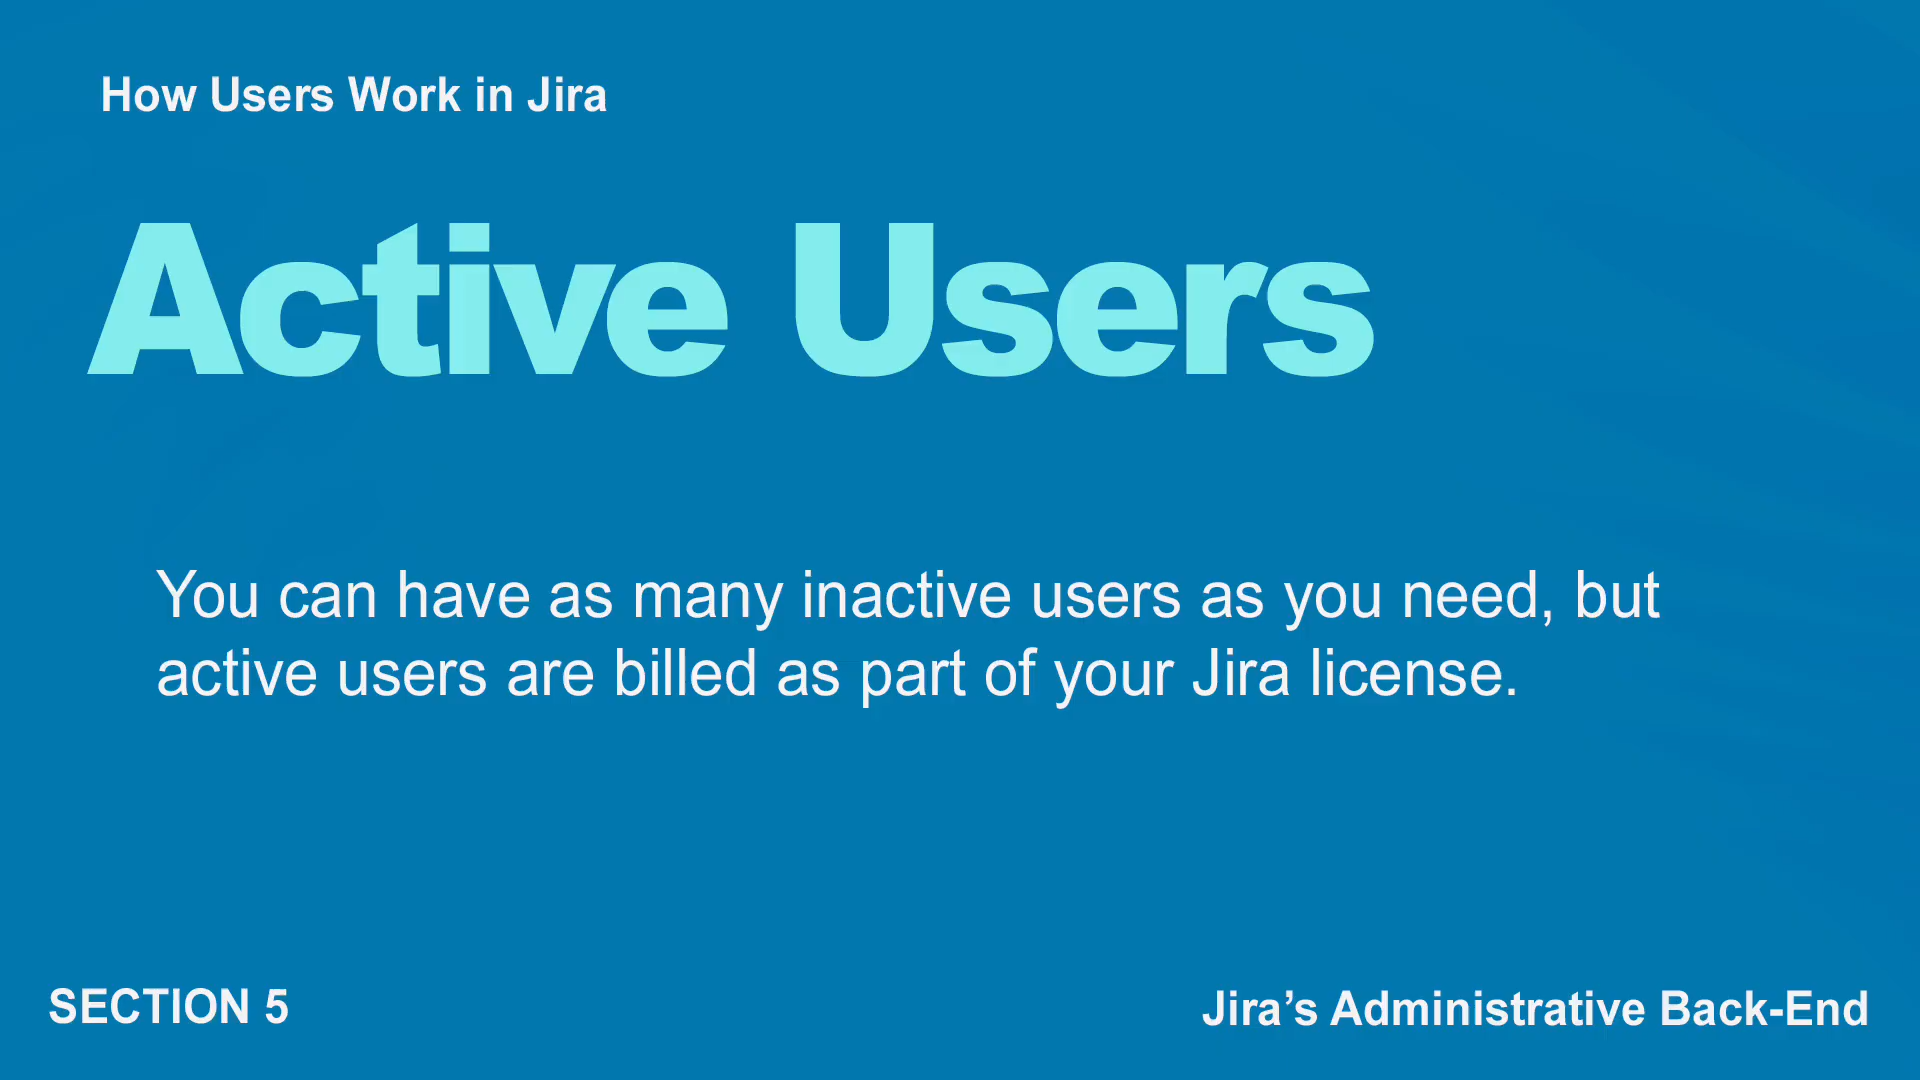 How Users Work in Jira
Active Users
You can have as many inactive users as you need, but
active users are billed as part of your Jira license.
SECTION 5
Jira’s Administrative Back-End